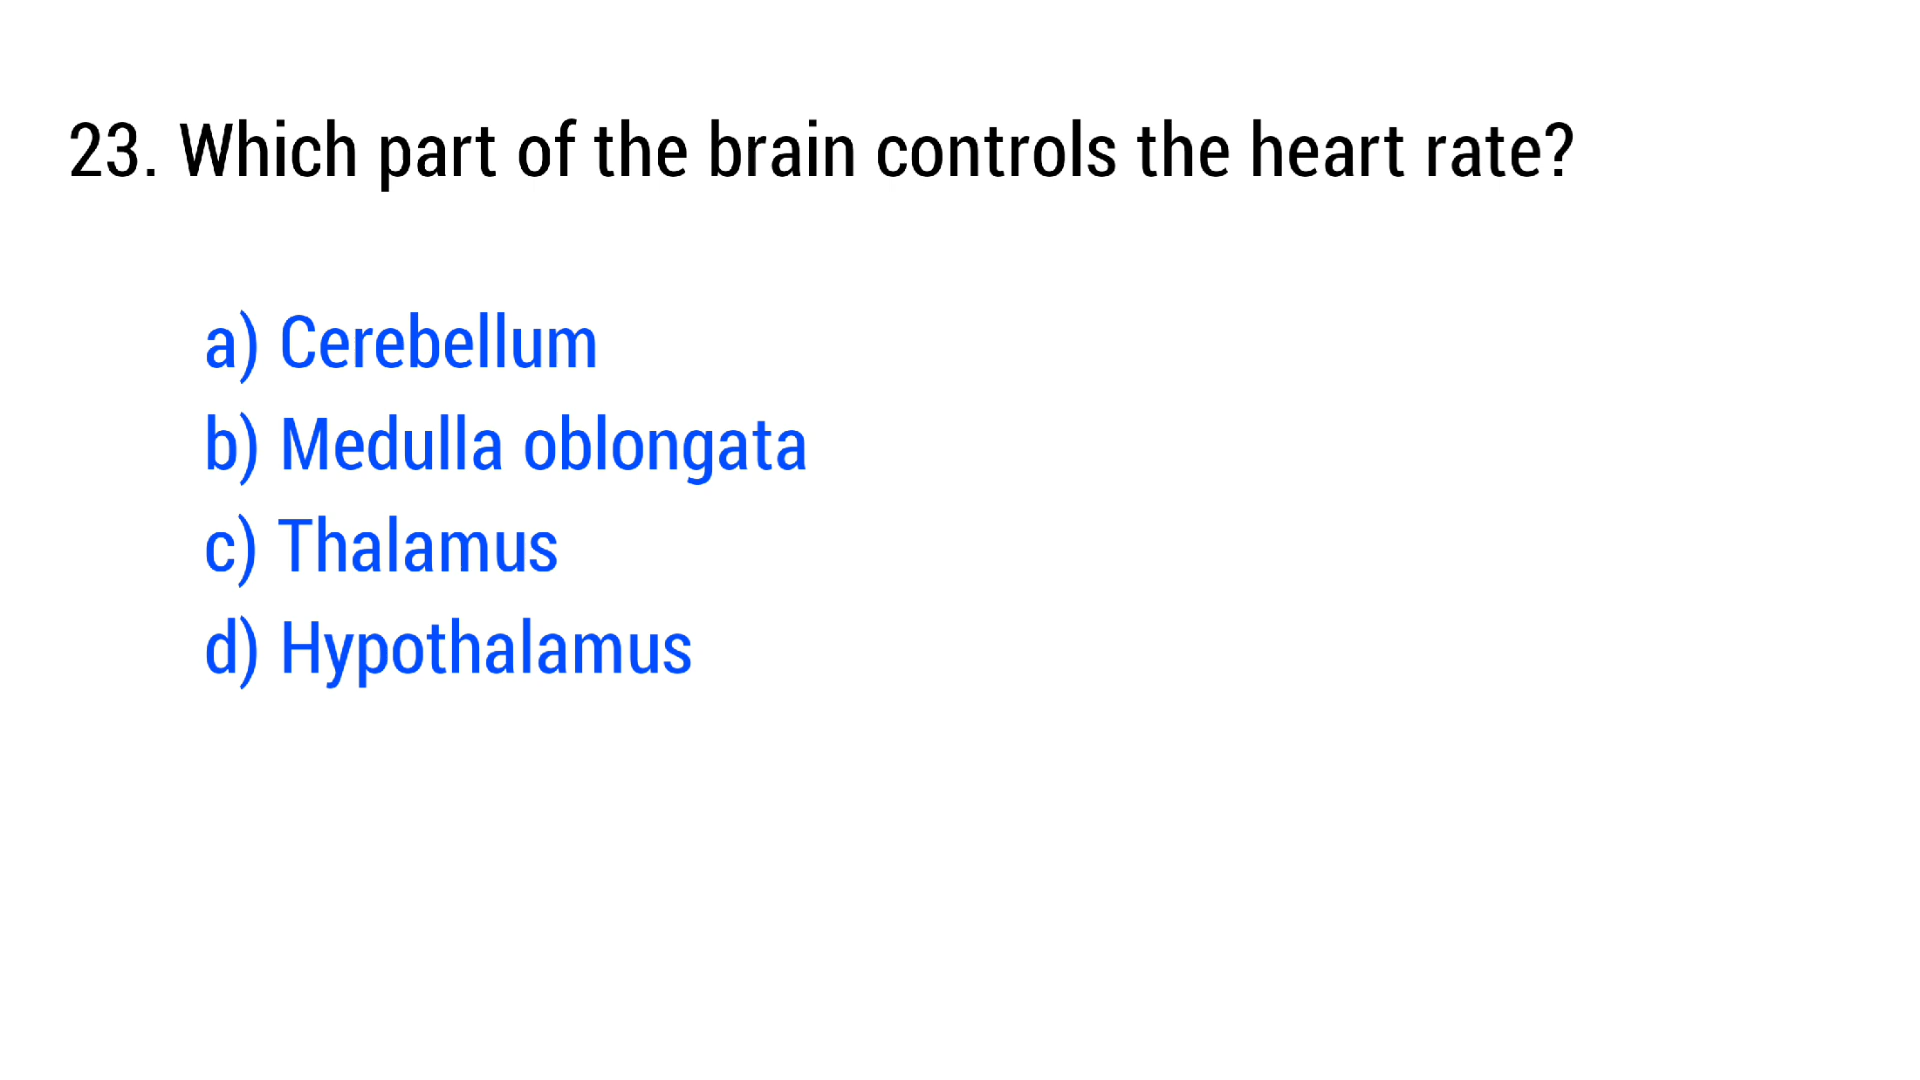 23. Which part of the brain controls the heart rate?
a) Cerebellum
b) Medulla oblongata
c) Thalamus
d) Hypothalamus